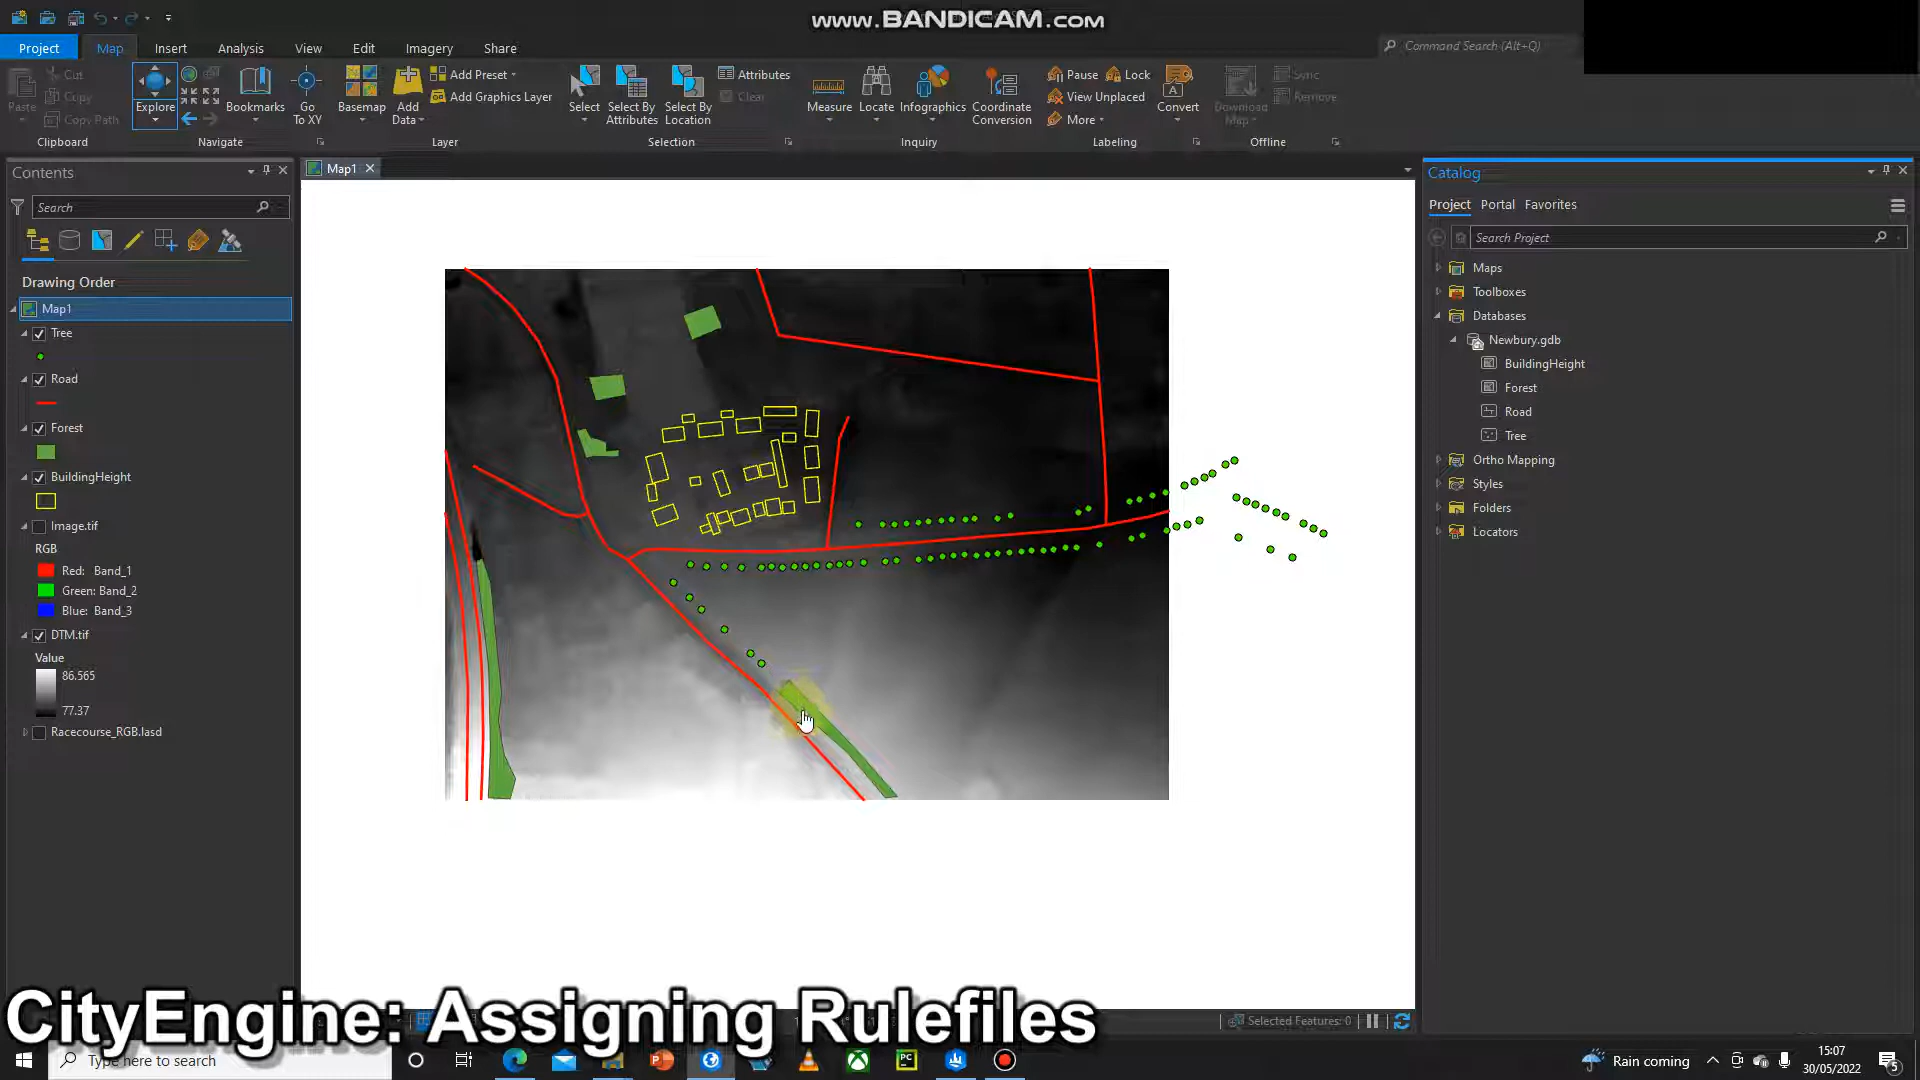 www.BANDICAM.com
Project
Map
Insert
Analysis
View
Edit
Imagery
Share
Command Search (Alt+Q)
Paste
Cut
Copy
Copy Path
Clipboard
Explore
Bookmarks
Go To XY
Navigate
Basemap
Add Data
Add Preset
Add Graphics Layer
Layer
Select
Select By Attributes
Select By Location
Attributes
Clear
Selection
Measure
Locate
Infographics
Coordinate Conversion
Inquiry
Pause
Lock
View Unplaced
More
Convert
Labeling
Download Map
Sync
Remove
Offline
Contents
Search
Drawing Order
Map1
Tree
Road
Forest
BuildingHeight
Image.tif
RGB
Red: Band_1
Green: Band_2
Blue: Band_3
DTM.tif
Value
86.565
77.37
Racecourse_RGB.lasd
Map1
Catalog
Project
Portal
Favorites
Search Project
Maps
Toolboxes
Databases
Newbury.gdb
BuildingHeight
Forest
Road
Tree
Ortho Mapping
Styles
Folders
Locators
Selected Features: 0
CityEngine: Assigning Rulefiles
Type here to search
Rain coming
15:07
30/05/2022
5